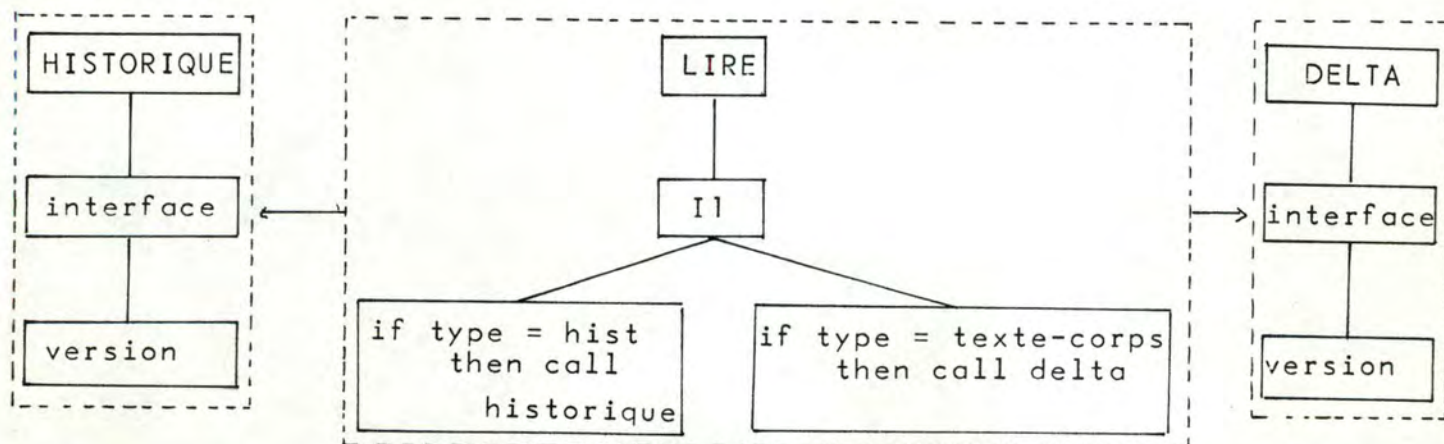 HISTORIQUE
interface
version
LIRE
I1
if type = hist
then call
historique
if type = texte-corps
then call delta
DELTA
interface
version